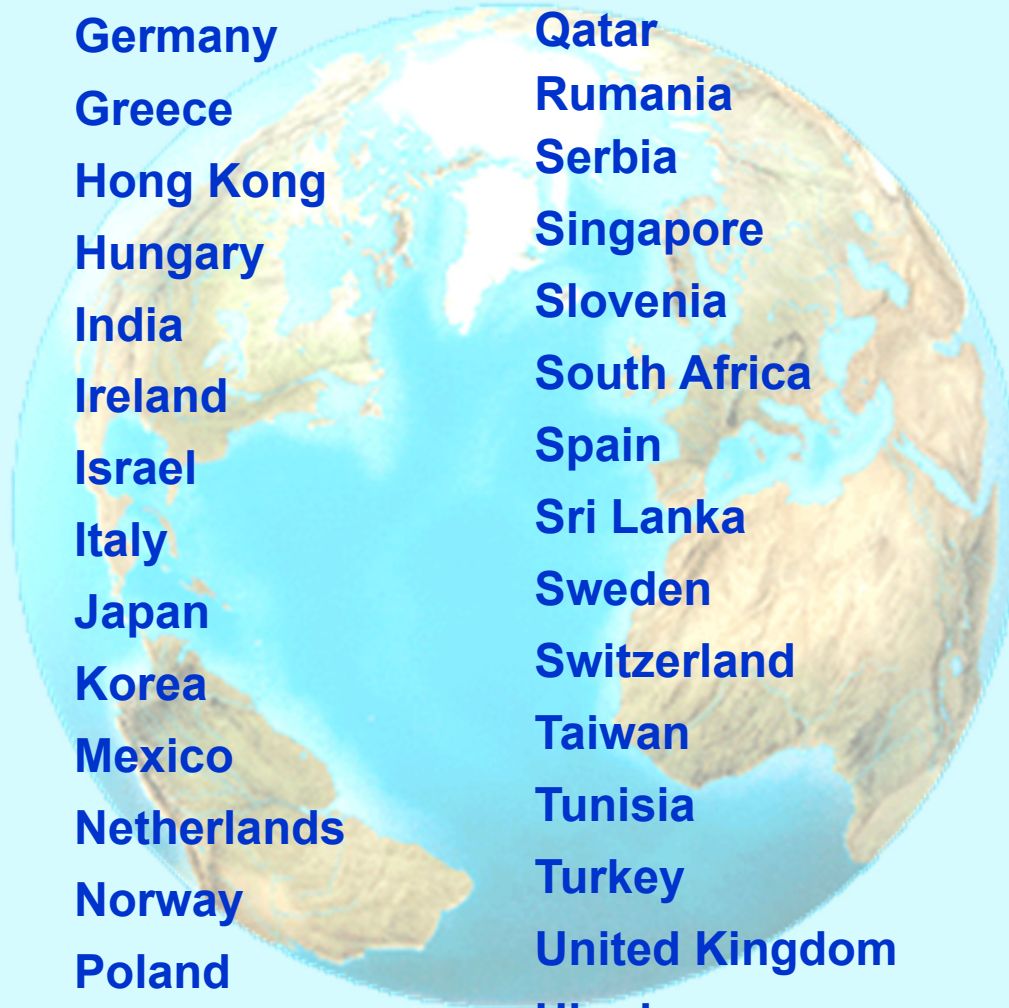 Germany
Greece
Hong Kong
Hungary
India
Ireland
Israel
Italy
Japan
Korea
Mexico
Netherlands
Norway
Poland
Qatar
Rumania
Serbia
Singapore
Slovenia
South Africa
Spain
Sri Lanka
Sweden
Switzerland
Taiwan
Tunisia
Turkey
United Kingdom